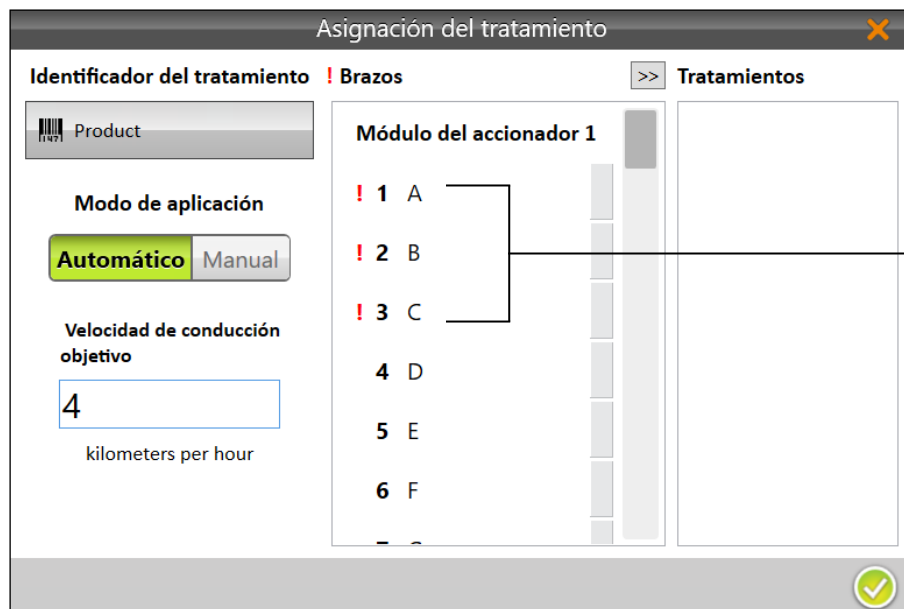 Asignación del tratamiento
Identificador del tratamiento
! Brazos
>>
Tratamientos
Product
Módulo del accionador 1
Modo de aplicación
Automático
Manual
Velocidad de conducción
objetivo
4
kilometers per hour
! 1 A
! 2 B
! 3 C
4 D
5 E
6 F